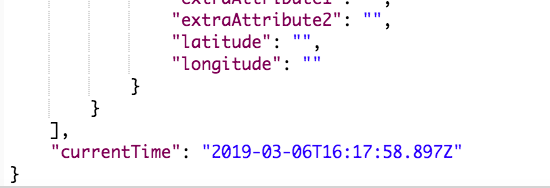 "extraAttribute1": "",
"extraAttribute2": "",
"latitude": "",
"longitude": ""
}
}
],
"currentTime": "2019-03-06T16:17:58.897Z"
}